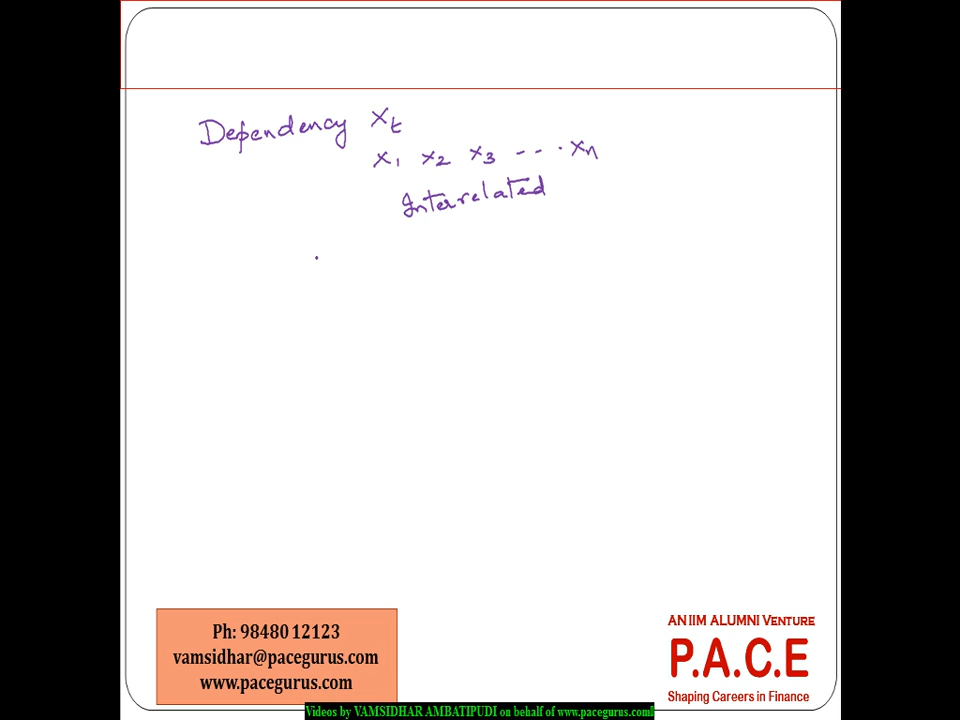 Dependency Xt
x1 x2 x3 -- . xn
Interrelated
Ph: 98480 12123
vamsidhar@pacegurus.com
www.pacegurus.com
AN IIM ALUMNI VENTURE
P.A.C.E
Shaping Careers in Finance
Videos by VAMSIDHAR AMBATIPUDI on behalf of www.pacegurus.com